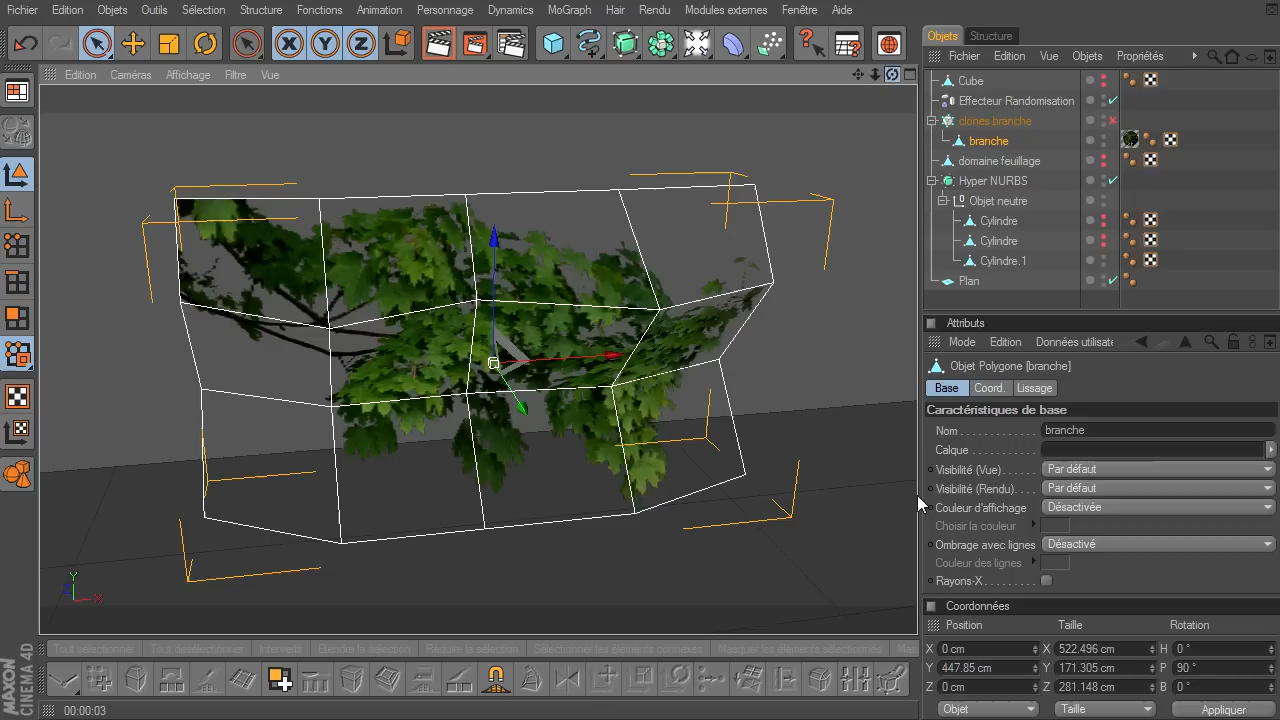 Fichier Edition Objets Outils Sélection Structure Fonctions Animation Personnage Dynamics MoGraph Hair Rendu Modules externes Fenêtre Aide
Objets Structure
Edition Caméras Affichage Filtre Vue
Fichier Edition Vue Objets Propriétés
Cube
Effecteur Randomisation
clones branche
branche
domaine feuillage
Hyper NURBS
Objet neutre
Cylindre
Cylindre
Cylindre.1
Plan
Attributs
Mode Edition Données utilisate
Objet Polygone [branche]
Base Coord. Lissage
Caractéristiques de base
Nom branche
Calque
Visibilité (Vue) Par défaut
Visibilité (Rendu) Par défaut
Couleur d'affichage Désactivée
Choisir la couleur
Ombrage avec lignes Désactivé
Couleur des lignes
Rayons-X
Y
Z
X
Coordonnées
Position Taille Rotation
X 0 cm X 522.496 cm H 0 °
Y 447.85 cm Y 171.305 cm P 90 °
Z 0 cm Z 281.148 cm B 0 °
Objet Taille Appliquer
Tout sélectionner Tout desélectionner Intervertir Etendre la sélection Réduire la sélection Sélectionner les éléments connexes Masquer les éléments sélectionnés Mas
MAXON
CINEMA 4D
00:00:03